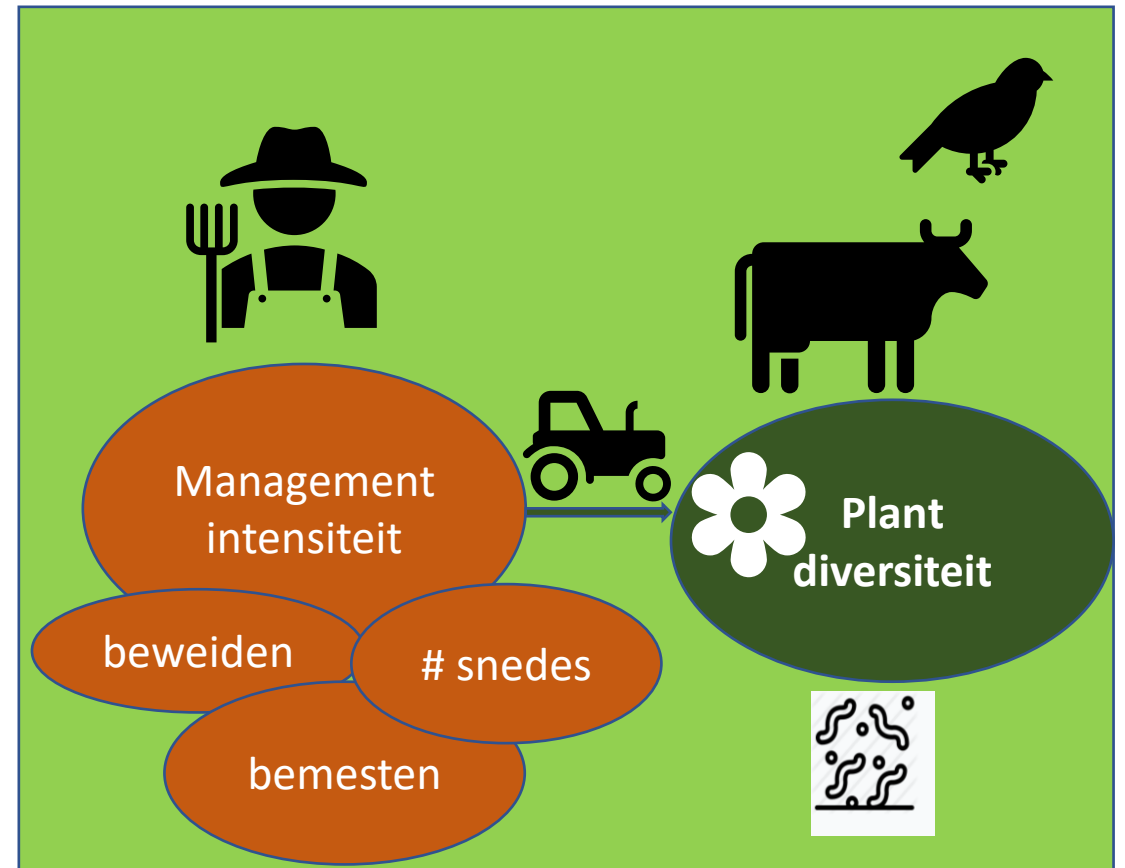 Management
intensiteit
Plant
diversiteit
beweiden
# snedes
bemesten